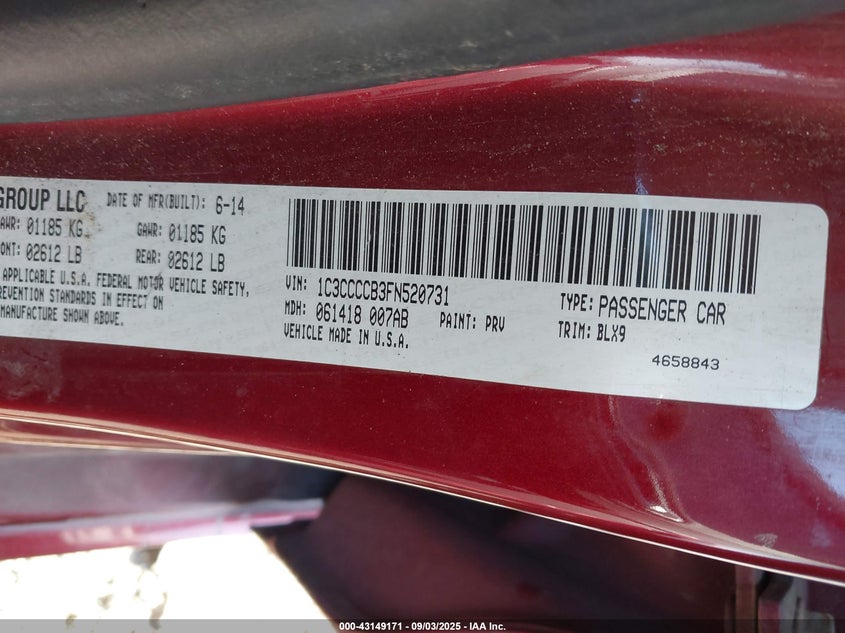 GROUP LLC DATE OF MFR(BUILT): 6-14
GAWR: 01185 KG GAWR: 01185 KG
02612 LB REAR: 02612 LB
APPLICABLE U.S.A. FEDERAL MOTOR VEHICLE SAFETY,
STANDARDS IN EFFECT ON
MANUFACTURE SHOWN ABOVE.
VIN: 1C3CCCCB3FN520731 TYPE: PASSENGER CAR
MDH: 061418 007AB PAINT: PRV TRIM: BLX9
VEHICLE MADE IN U.S.A.
4658843
000-43149171 - 09/03/2025 - IAA Inc.